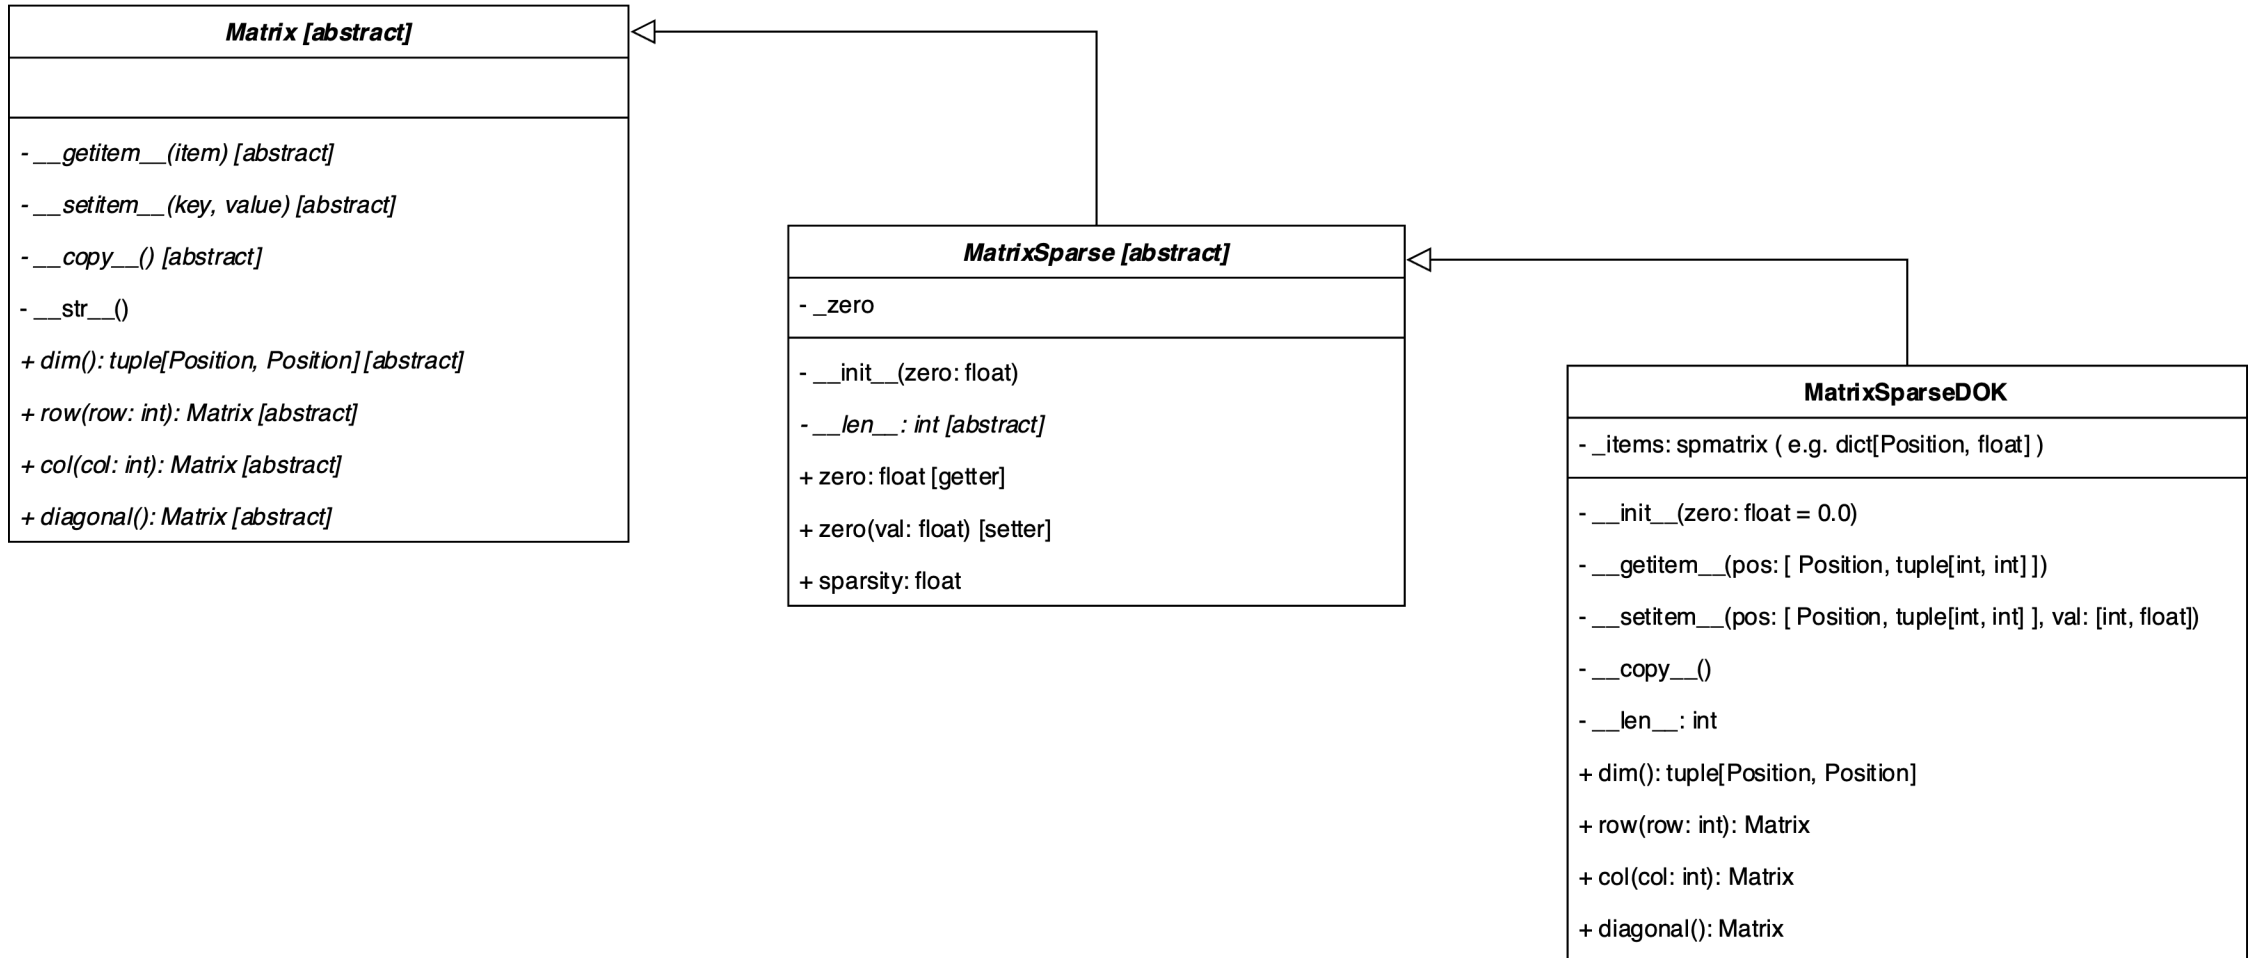 Matrix [abstract]
- __getitem__(item) [abstract]
- __setitem__(key, value) [abstract]
- __copy__() [abstract]
- __str__()
+ dim(): tuple[Position, Position] [abstract]
+ row(row: int): Matrix [abstract]
+ col(col: int): Matrix [abstract]
+ diagonal(): Matrix [abstract]
MatrixSparse [abstract]
- _zero
- __init__(zero: float)
- __len__: int [abstract]
+ zero: float [getter]
+ zero(val: float) [setter]
+ sparsity: float
MatrixSparseDOK
- _items: spmatrix ( e.g. dict[Position, float] )
- __init__(zero: float = 0.0)
- __getitem__(pos: [ Position, tuple[int, int] ])
- __setitem__(pos: [ Position, tuple[int, int] ], val: [int, float])
- __copy__()
- __len__: int
+ dim(): tuple[Position, Position]
+ row(row: int): Matrix
+ col(col: int): Matrix
+ diagonal(): Matrix